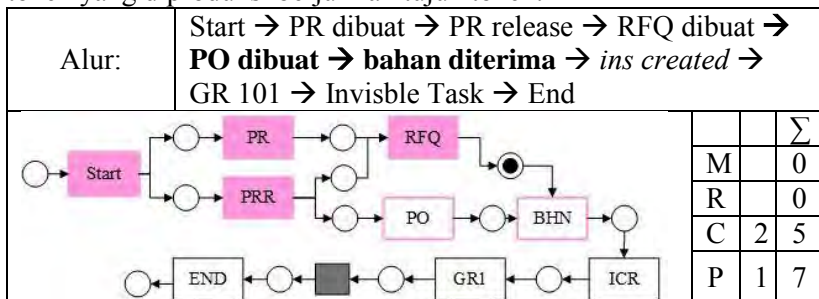 Alur:
Start → PR dibuat → PR release → RFQ dibuat →
PO dibuat → bahan diterima → ins created →
GR 101 → Invisble Task → End
Start PR RFQ ∑
PRR PO BHN M 0
R 0
C 2 5
END GR1 ICR P 1 7